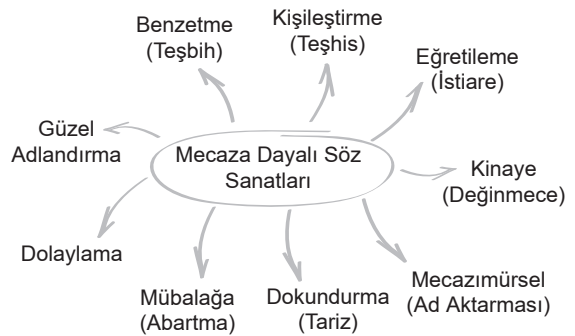 Benzetme
(Teşbih)
Kişileştirme
(Teşhis)
Eğretileme
(İstiare)
Güzel
Adlandırma
Mecaza Dayalı Söz
Sanatları
Kinaye
(Değinmece)
Dolaylama
Mübalağa
(Abartma)
Dokundurma
(Tariz)
Mecazımürsel
(Ad Aktarması)